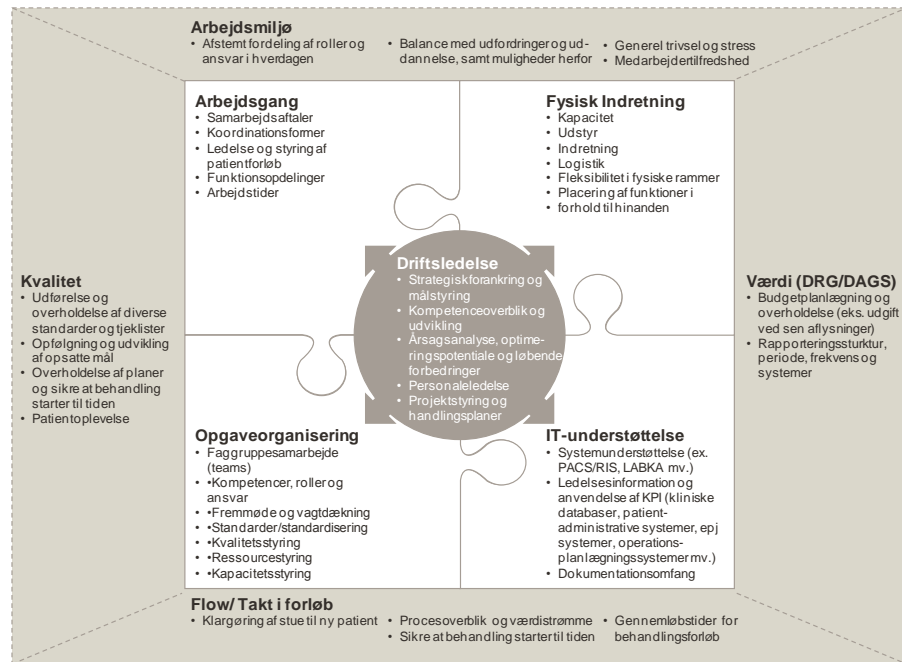 Arbejdsmiljø
• Afstemt fordeling af roller og
ansvar i hverdagen
• Balance med udfordringer og ud-
dannelse, samt muligheder herfor
• Generel trivsel og stress
• Medarbejdertilfredshed
Arbejdsgang
• Samarbejdsaftaler
• Koordinationsformer
• Ledelse og styring af
patientforløb
• Funktionsopdelinger
• Arbejdstider
Fysisk Indretning
• Kapacitet
• Udstyr
• Indretning
• Logistik
• Fleksibilitet i fysiske rammer
• Placering af funktioner i
• forhold til hinanden
Kvalitet
• Udførelse og
overholdelse af diverse
standarder og tjeklister
• Opfølgning og udvikling
af opsatte mål
• Overholdelse af planer
og sikre at behandling
starter til tiden
• Patientoplevelse
Driftsledelse
• Strategisk forankring og
målstyring
• Kompetenceoverblik og
udvikling
• Årsagsanalyse, optime-
ringspotentiale og løbende
forbedringer
• Personaleledelse
• Projektstyring og
handlingsplaner
Værdi (DRG/DAGS)
• Budgetplanlægning og
overholdelse (eks. udgift
ved sen aflysninger)
• Rapporteringssturktur,
periode, frekvens og
systemer
Opgaveorganisering
• Faggruppesamarbejde
(teams)
• •Kompetencer, roller og
ansvar
• •Fremmøde og vagtdækning
• •Standarder/standardisering
• •Kvalitetsstyring
• •Ressourcestyring
• •Kapacitetsstyring
IT-understøttelse
• Systemunderstøttelse (ex.
PACS/RIS, LABKA mv.)
• Ledelsesinformation og
anvendelse af KPI (kliniske
databaser, patient-
administrative systemer, epj
systemer, operations-
planlægningssystemer mv.)
• Dokumentationsomfang
Flow/ Takt i forløb
• Klargøring af stue til ny patient
• Procesoverblik og værdistrømme
• Sikre at behandling starter til tiden
• Gennemløbstider for
behandlingsforløb